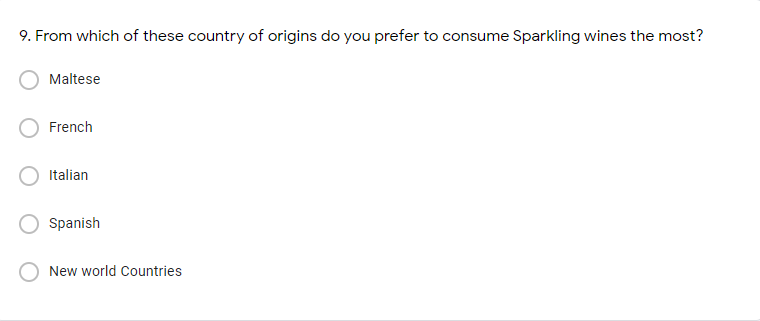 9. From which of these country of origins do you prefer to consume Sparkling wines the most?
Maltese
French
Italian
Spanish
New world Countries